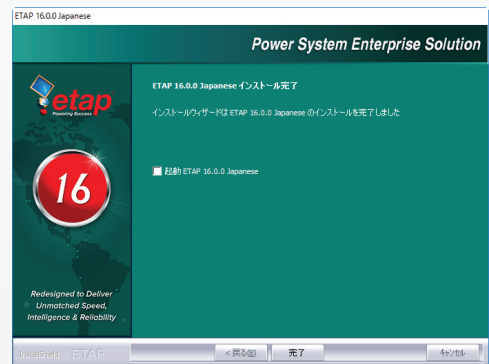 ETAP 16.0.0 Japanese
Power System Enterprise Solution
etap
Powering Success
16
Redesigned to Deliver
Unmatched Speed,
Intelligence & Reliability
ETAP 16.0.0 Japanese インストール完了
インストールウィザードは ETAP 16.0.0 Japanese のインストールを完了しました
起動 ETAP 16.0.0 Japanese
InstallShield ETAP
< 戻る(B) 完了 キャンセル